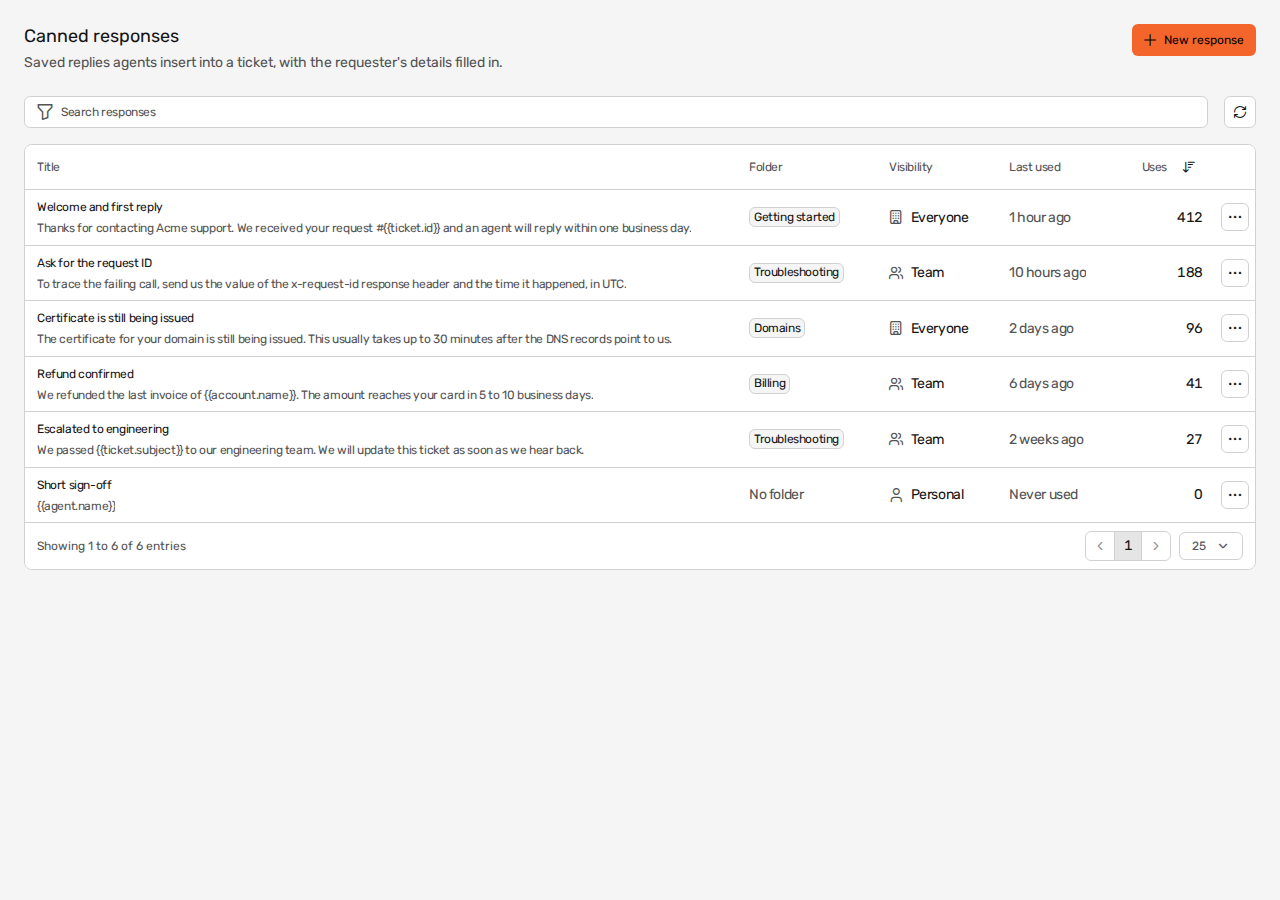 Canned responses
New response
Saved replies agents insert into a ticket, with the requester's details filled in.
Search responses
Title Folder Visibility Last used Uses
Welcome and first reply
Thanks for contacting Acme support. We received your request #{{ticket.id}} and an agent will reply within one business day.
Getting started Everyone 1 hour ago 412
Ask for the request ID
To trace the failing call, send us the value of the x-request-id response header and the time it happened, in UTC.
Troubleshooting Team 10 hours ago 188
Certificate is still being issued
The certificate for your domain is still being issued. This usually takes up to 30 minutes after the DNS records point to us.
Domains Everyone 2 days ago 96
Refund confirmed
We refunded the last invoice of {{account.name}}. The amount reaches your card in 5 to 10 business days.
Billing Team 6 days ago 41
Escalated to engineering
We passed {{ticket.subject}} to our engineering team. We will update this ticket as soon as we hear back.
Troubleshooting Team 2 weeks ago 27
Short sign-off
{{agent.name}}
No folder Personal Never used 0
Showing 1 to 6 of 6 entries 1 25